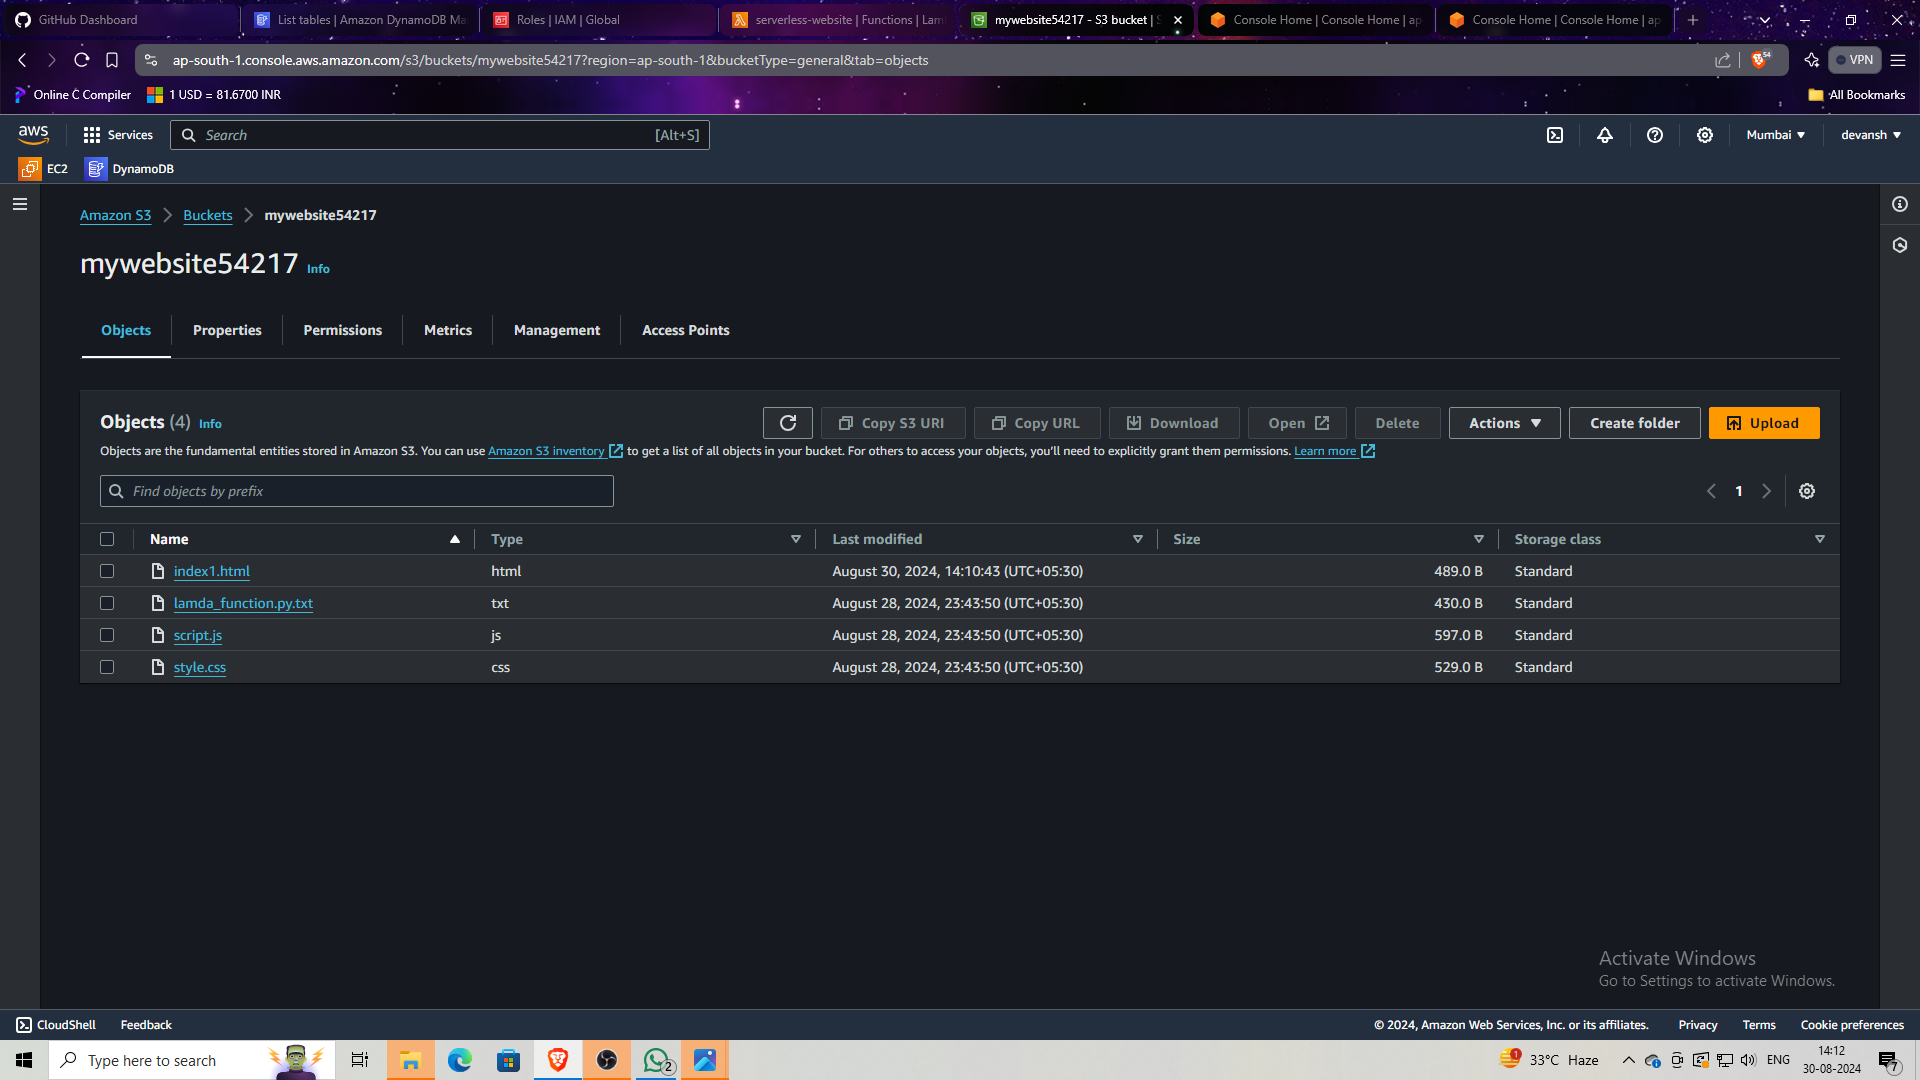 GitHub Dashboard
List tables | Amazon DynamoDB Ma
Roles | IAM | Global
serverless-website | Functions | Lam
mywebsite54217 - S3 bucket | S
Console Home | Console Home | ap
Console Home | Console Home | ap
ap-south-1.console.aws.amazon.com/s3/buckets/mywebsite54217?region=ap-south-1&bucketType=general&tab=objects
54
VPN
Online C Compiler
1 USD = 81.6700 INR
All Bookmarks
aws
Services
Search
[Alt+S]
Mumbai
devansh
EC2
DynamoDB
Amazon S3
Buckets
mywebsite54217
mywebsite54217 Info
Objects
Properties
Permissions
Metrics
Management
Access Points
Objects (4) Info
Copy S3 URI
Copy URL
Download
Open
Delete
Actions
Create folder
Upload
Objects are the fundamental entities stored in Amazon S3. You can use Amazon S3 inventory to get a list of all objects in your bucket. For others to access your objects, you'll need to explicitly grant them permissions. Learn more
Find objects by prefix
1
Name Type Last modified Size Storage class
index1.html html August 30, 2024, 14:10:43 (UTC+05:30) 489.0 B Standard
lamda_function.py.txt txt August 28, 2024, 23:43:50 (UTC+05:30) 430.0 B Standard
script.js js August 28, 2024, 23:43:50 (UTC+05:30) 597.0 B Standard
style.css css August 28, 2024, 23:43:50 (UTC+05:30) 529.0 B Standard
Activate Windows
Go to Settings to activate Windows.
CloudShell
Feedback
© 2024, Amazon Web Services, Inc. or its affiliates.
Privacy
Terms
Cookie preferences
Type here to search
2
1
33°C Haze
ENG
14:12
30-08-2024
7